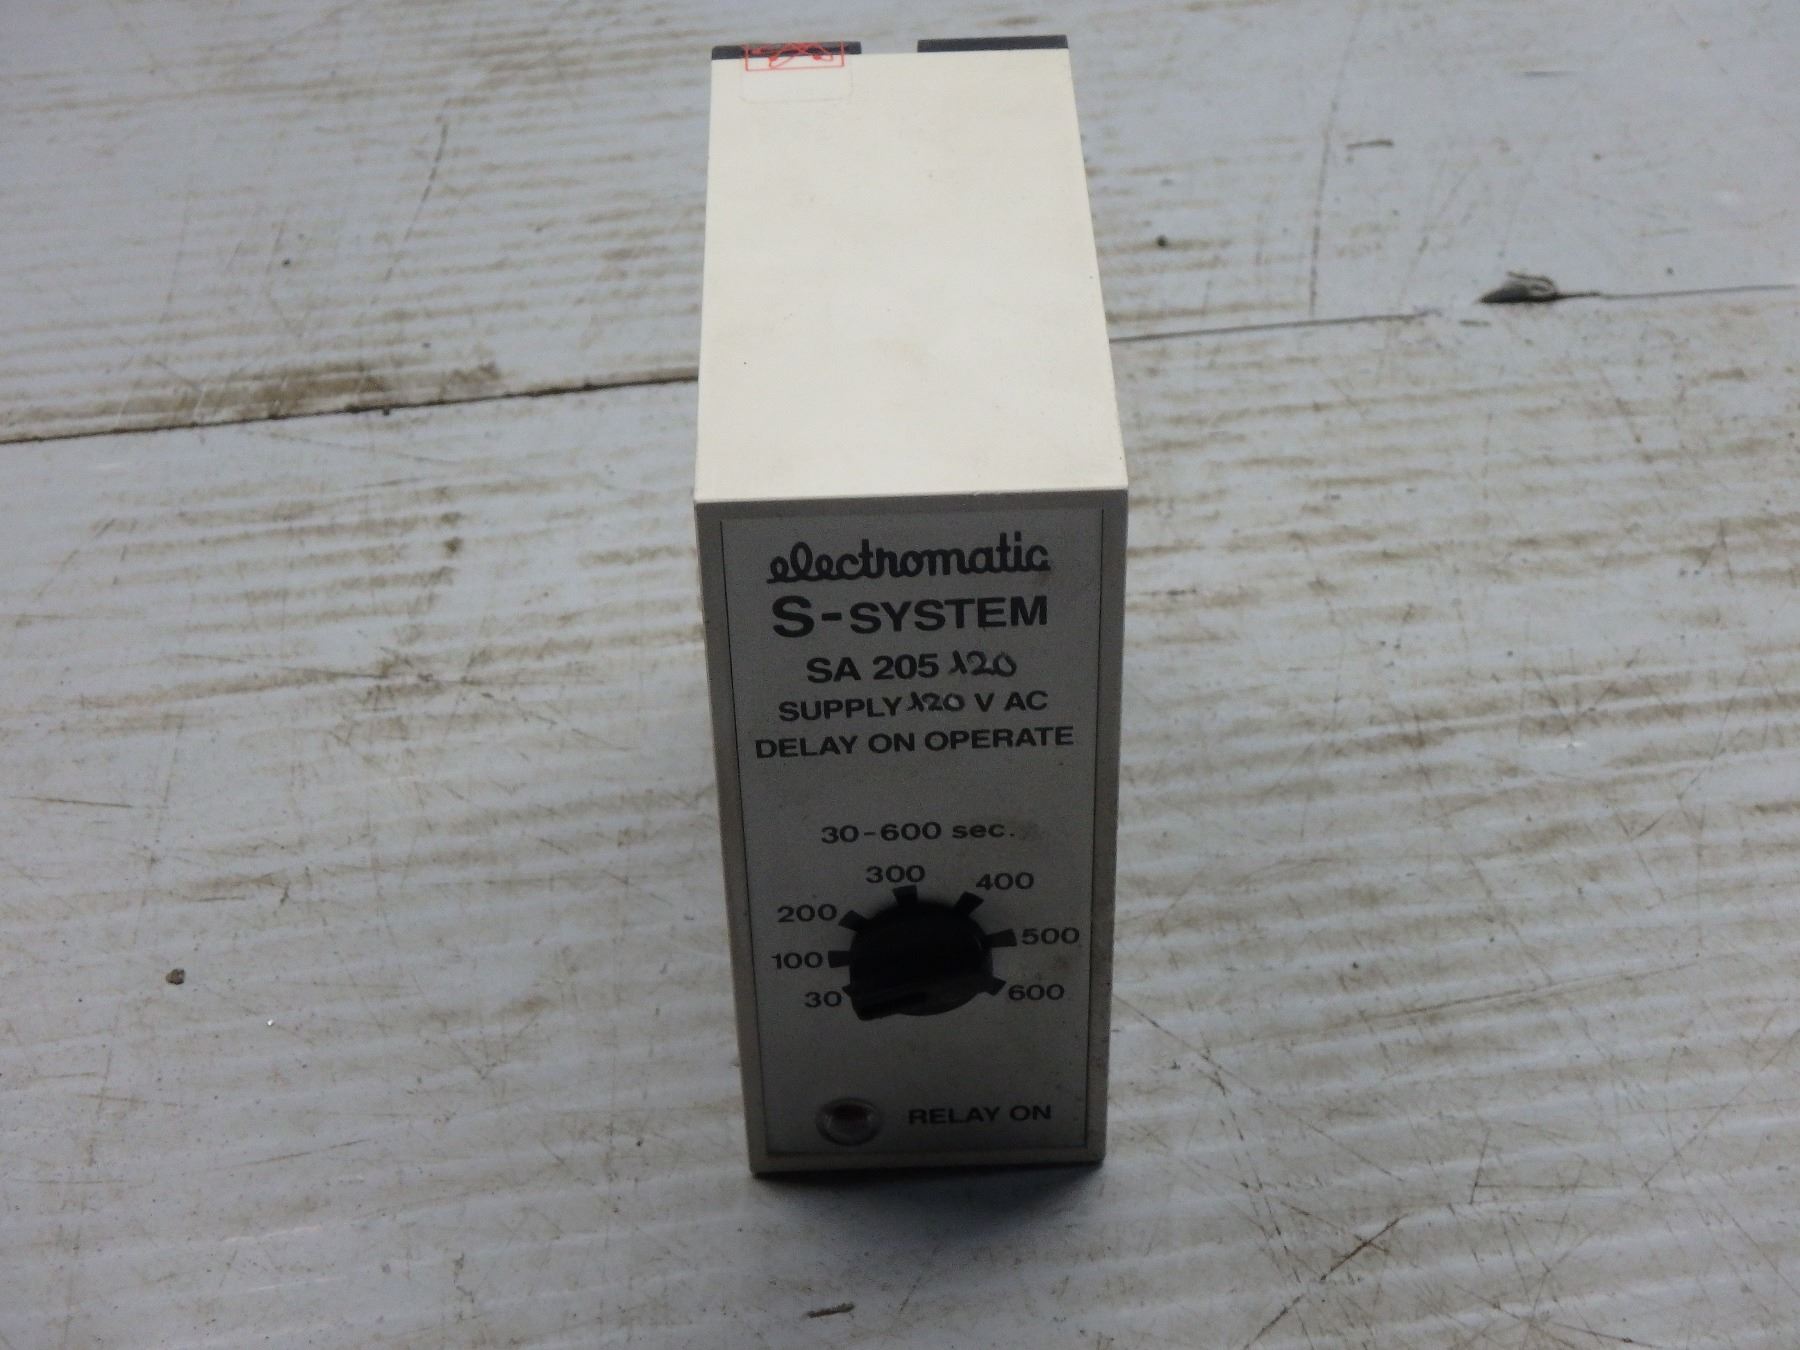 electromatic
S-SYSTEM
SA 205 120
SUPPLY 120 V AC
DELAY ON OPERATE
30-600 sec.
300 400
200
500
100
30 600
RELAY ON